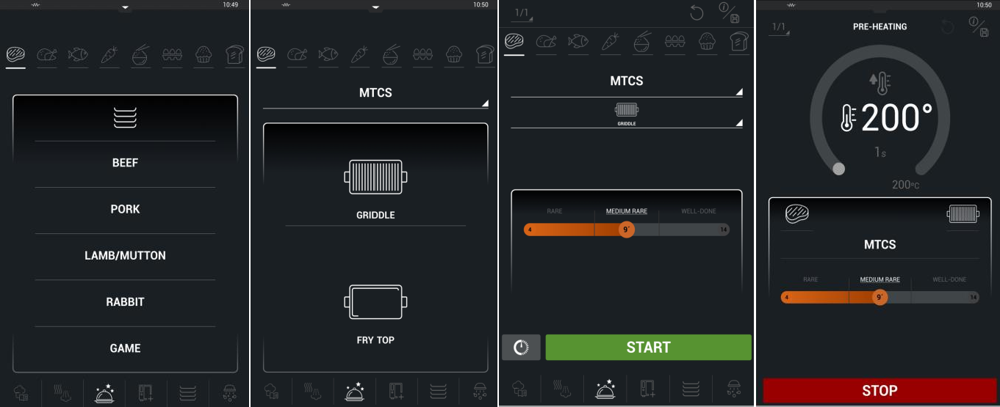 10:49
BEEF
PORK
LAMB/MUTTON
RABBIT
GAME
10:50
MTCS
GRIDDLE
FRY TOP
1/1
MTCS
GRIDDLE
RARE MEDIUM RARE WELL-DONE
4 9' 14
START
10:50
1/1 PRE-HEATING
200°
1s
200°C
MTCS
RARE MEDIUM RARE WELL-DONE
4 9' 14
STOP